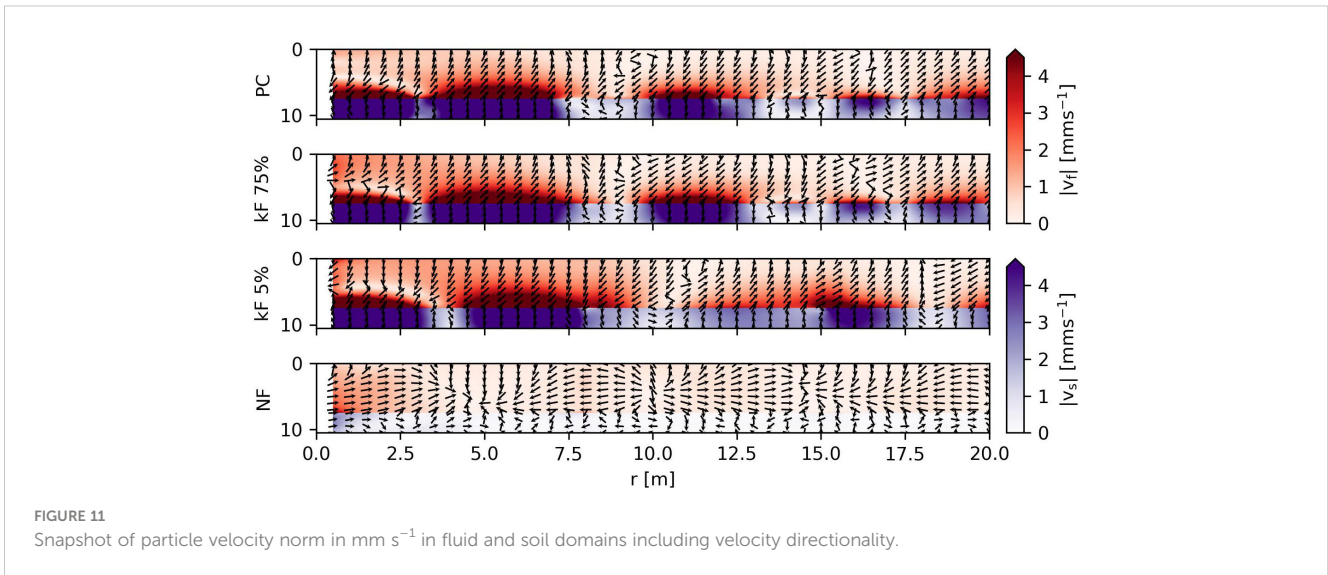 0
PC
10
0
kF 75%
10
0
kF 5%
10
0
NF
10
0.0 2.5 5.0 7.5 10.0 12.5 15.0 17.5 20.0
r [m]
4
3
2
1
0
|v_f| [mms⁻¹]
4
3
2
1
0
|v_s| [mms⁻¹]
FIGURE 11
Snapshot of particle velocity norm in mm s⁻¹ in fluid and soil domains including velocity directionality.